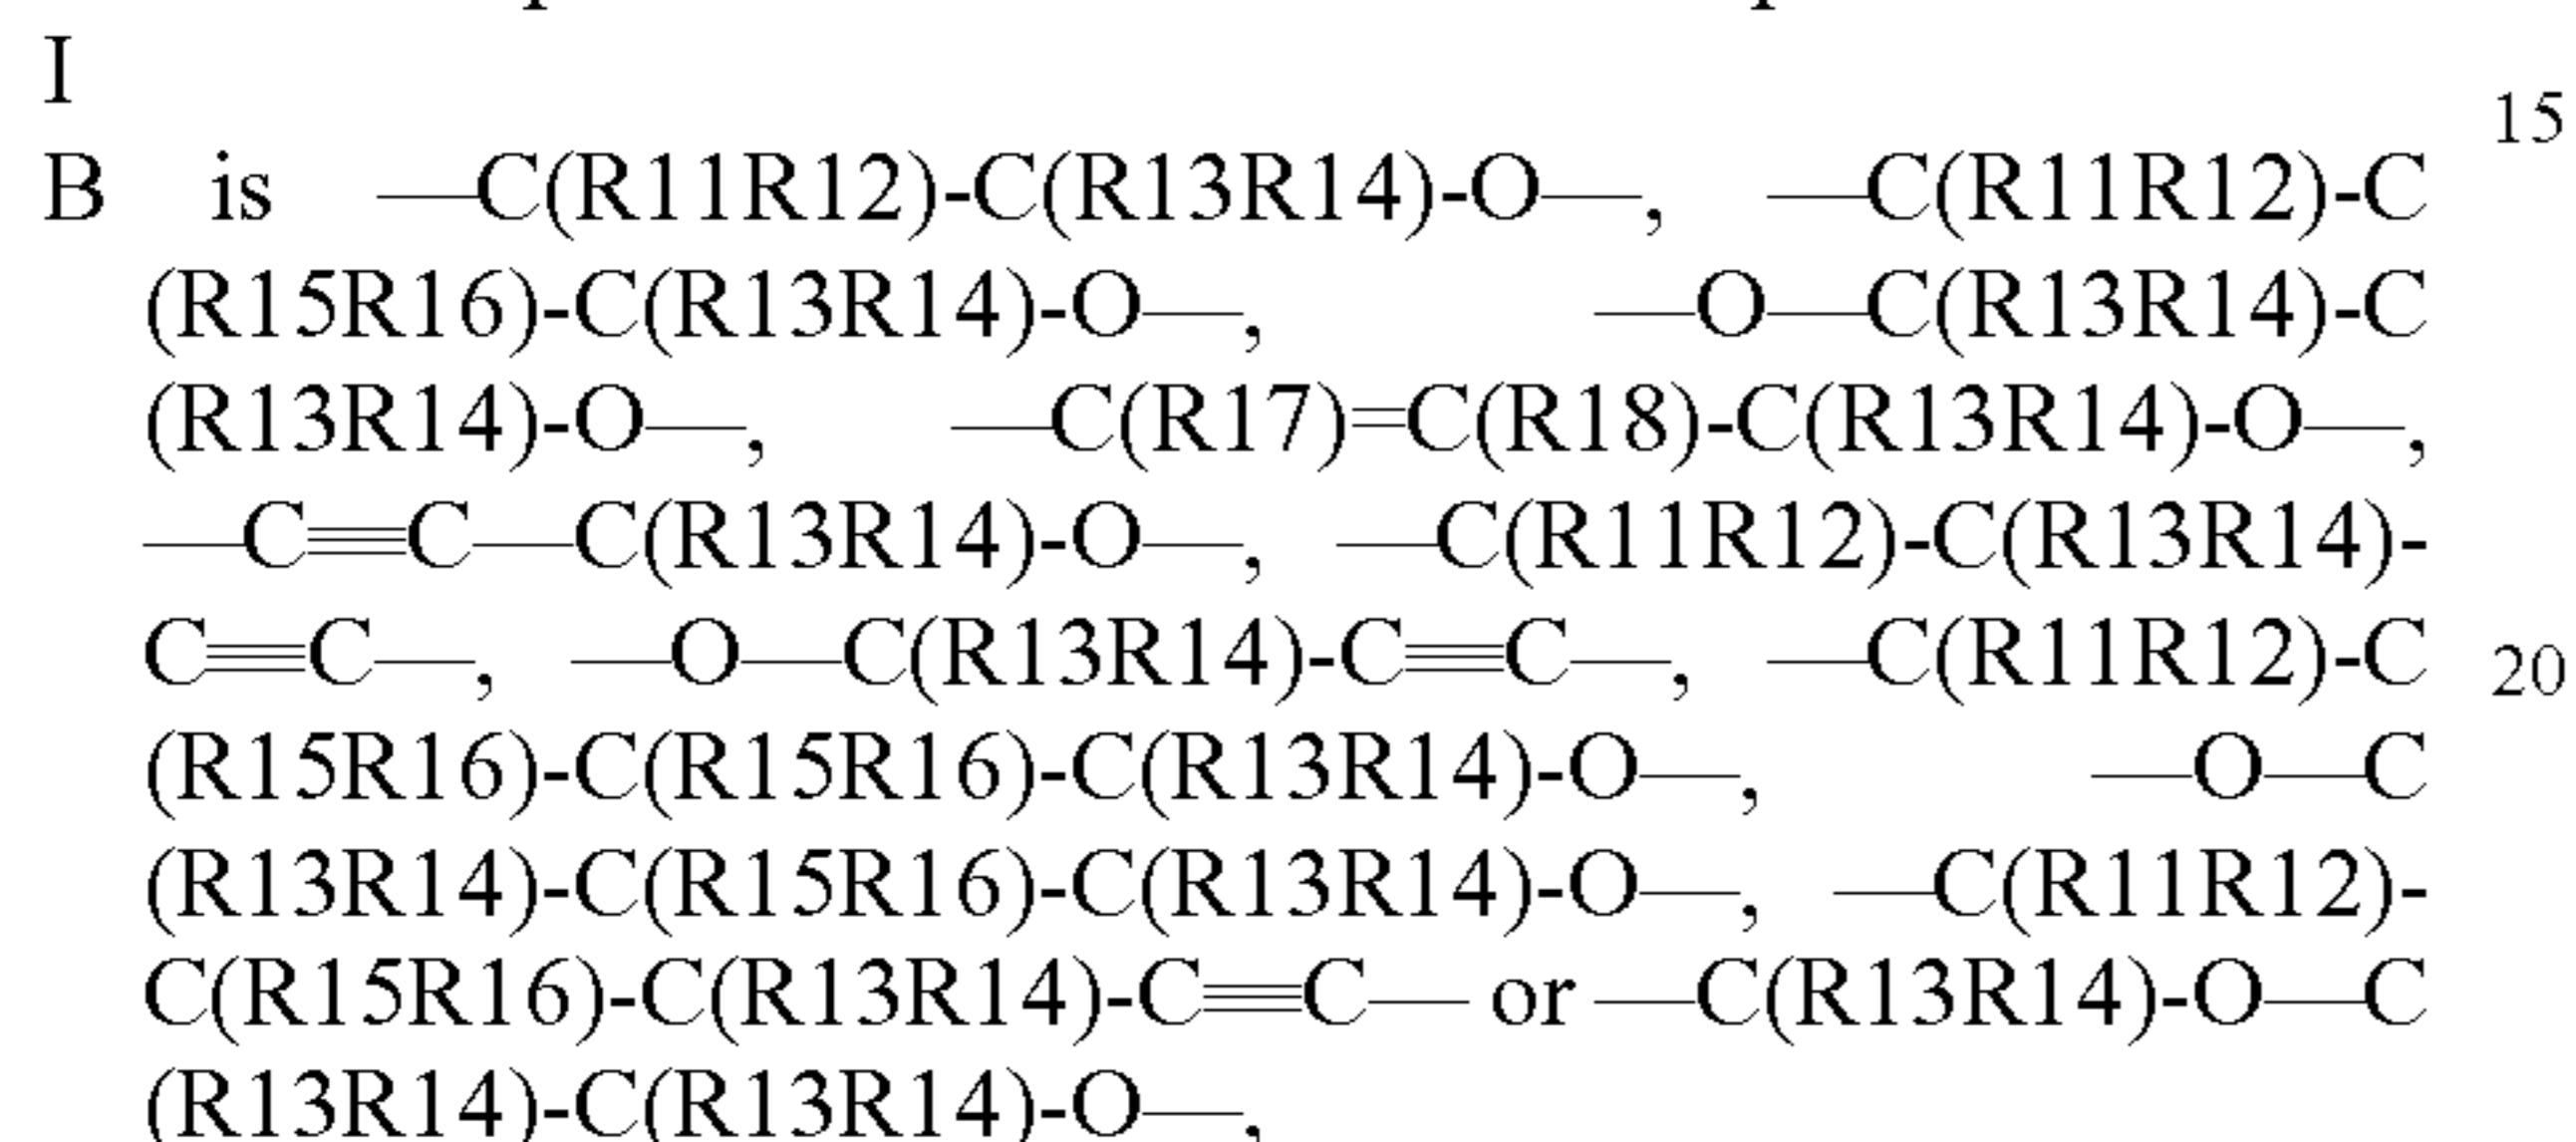 I
15
B is —C(R11R12)-C(R13R14)-O—, —C(R11R12)-C
(R15R16)-C(R13R14)-O—, —O—C(R13R14)-C
(R13R14)-O—, —C(R17)=C(R18)-C(R13R14)-O—,
—C≡C—C(R13R14)-O—, —C(R11R12)-C(R13R14)-
C≡C—, —O—C(R13R14)-C≡C—, —C(R11R12)-C
20
(R15R16)-C(R15R16)-C(R13R14)-O—, —O—C
(R13R14)-C(R15R16)-C(R13R14)-O—, —C(R11R12)-
C(R15R16)-C(R13R14)-C≡C— or —C(R13R14)-O—C
(R13R14)-C(R13R14)-O—,